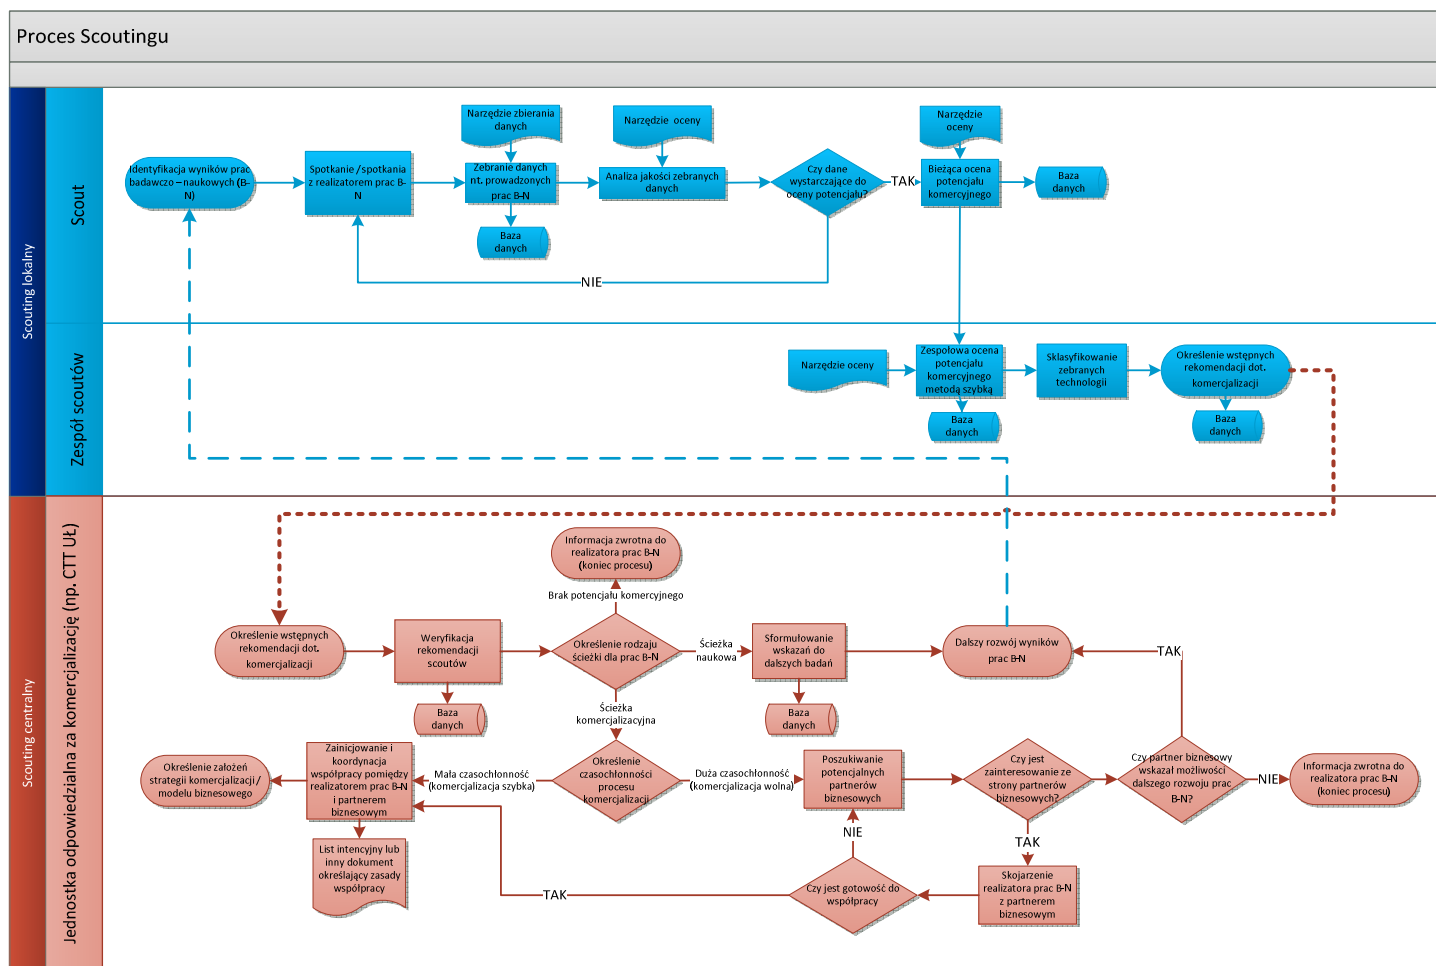 Proces Scoutingu
Scouting lokalny
Scout
Narzędzie zbierania
danych
Narzędzie oceny
Narzędzie
oceny
Identyfikacja wyników prac
badawczo – naukowych (B-
N)
Spotkanie /spotkania
z realizatorem prac B-
N
Zebranie danych
nt. prowadzonych
prac B-N
Analiza jakości zebranych
danych
Czy dane
wystarczające do
oceny potencjału?
TAK
Bieżąca ocena
potencjału
komercyjnego
Baza
danych
Baza
danych
NIE
Zespół scoutów
Narzędzie oceny
Zespołowa ocena
potencjału
komercyjnego
metodą szybką
Sklasyfikowanie
zebranych
technologii
Określenie wstępnych
rekomendacji dot.
komercjalizacji
Baza
danych
Baza
danych
Scouting centralny
Jednostka odpowiedzialna za komercjalizację (np. CTT UŁ)
Informacja zwrotna do
realizatora prac B-N
(koniec procesu)
Brak potencjału komercyjnego
Określenie wstępnych
rekomendacji dot.
komercjalizacji
Weryfikacja
rekomendacji
scoutów
Określenie rodzaju
ścieżki dla prac B-N
Ścieżka
naukowa
Sformułowanie
wskazań do
dalszych badań
Dalszy rozwój wyników
prac B-N
TAK
Baza
danych
Ścieżka
komercjalizacyjna
Baza
danych
Określenie założeń
strategii komercjalizacji /
modelu biznesowego
Zainicjowanie i
koordynacja
współpracy pomiędzy
realizatorem prac B-N
i partnerem
biznesowym
Mała czasochłonność
(komercjalizacja szybka)
Określenie
czasochłonności
procesu
komercjalizacji
Duża czasochłonność
(komercjalizacja wolna)
Poszukiwanie
potencjalnych
partnerów
biznesowych
Czy jest
zainteresowanie ze
strony partnerów
biznesowych?
Czy partner biznesowy
wskazał możliwości
dalszego rozwoju prac
B-N?
NIE
Informacja zwrotna do
realizatora prac B-N
(koniec procesu)
NIE
TAK
List intencyjny lub
inny dokument
określający zasady
współpracy
TAK
Czy jest gotowość do
współpracy
Skojarzenie
realizatora prac B-N
z partnerem
biznesowym